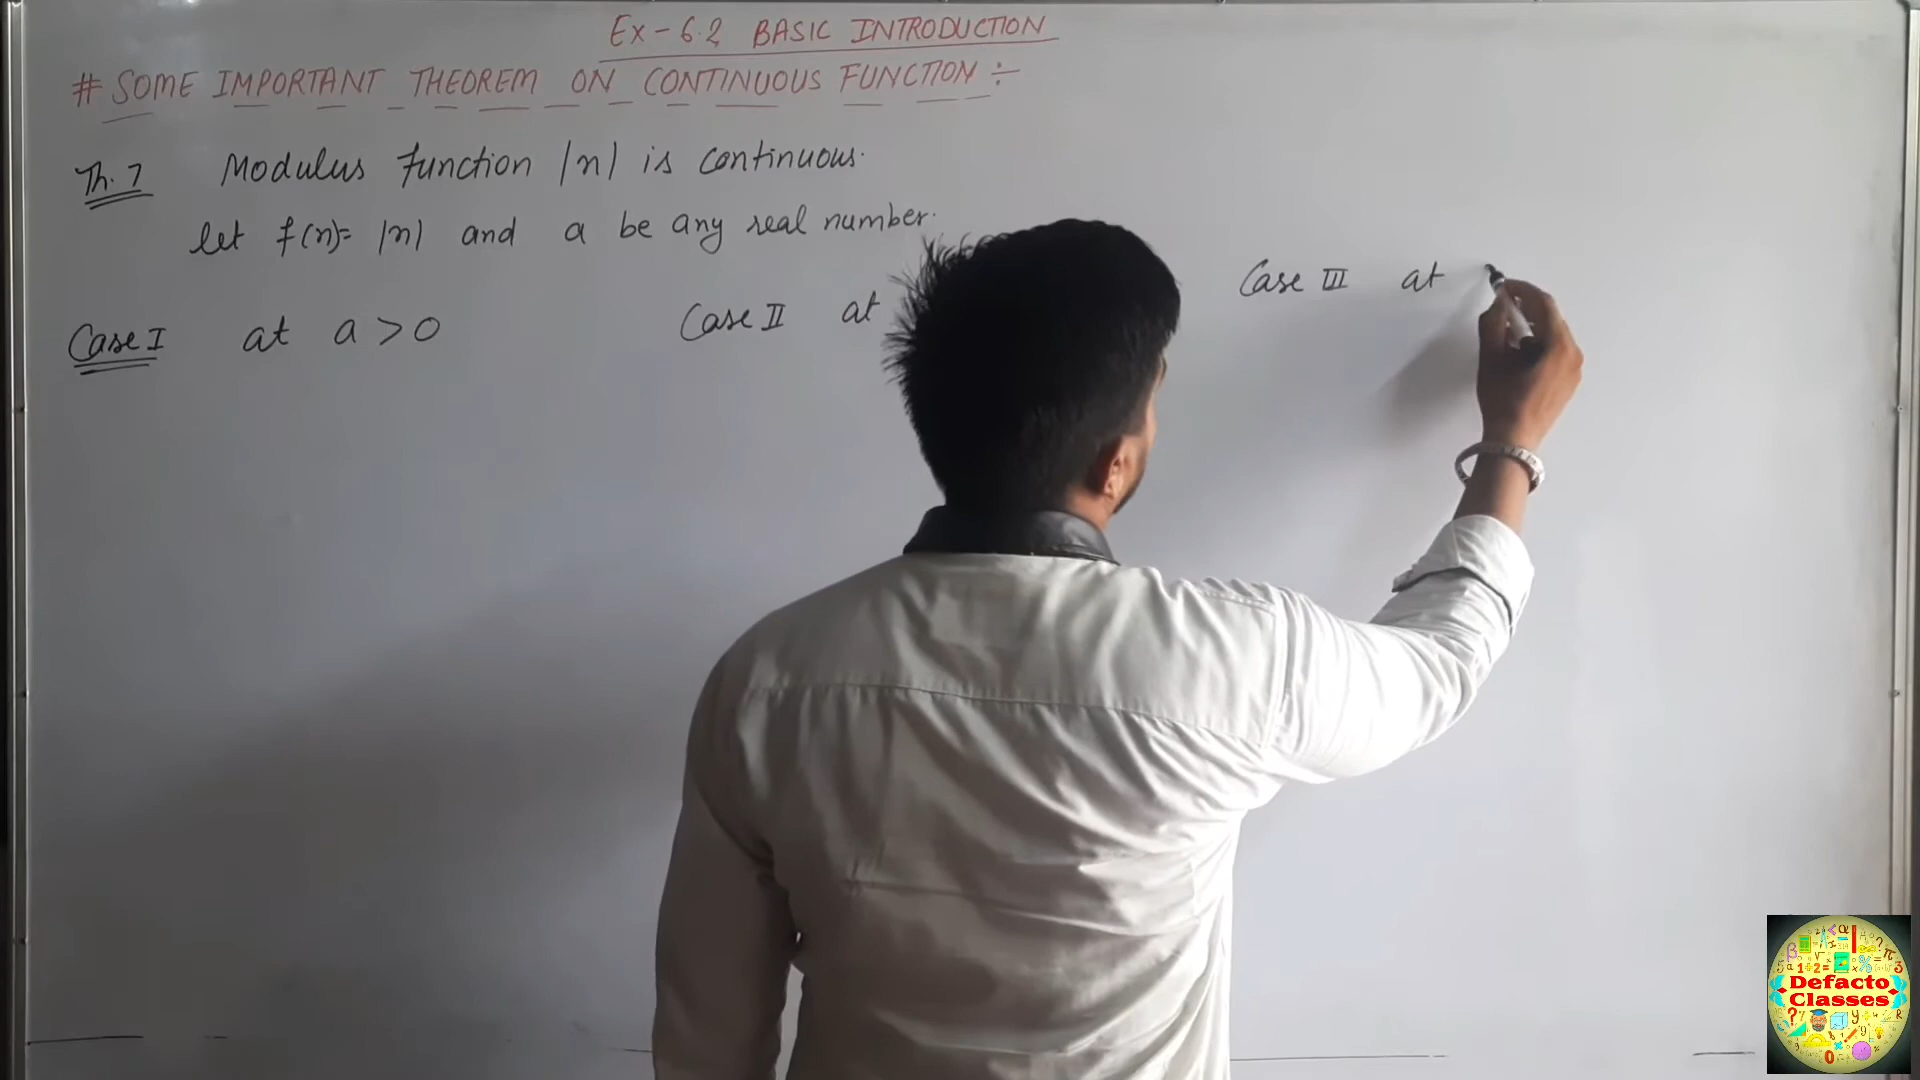 Ex-6.2 BASIC INTRODUCTION
# SOME IMPORTANT THEOREM ON CONTINUOUS FUNCTION ÷
Th. 7 Modulus function |n| is continuous.
let f(n)= |n| and a be any real number.
Case I at a > 0
Case II at
Case III at
Defacto
Classes